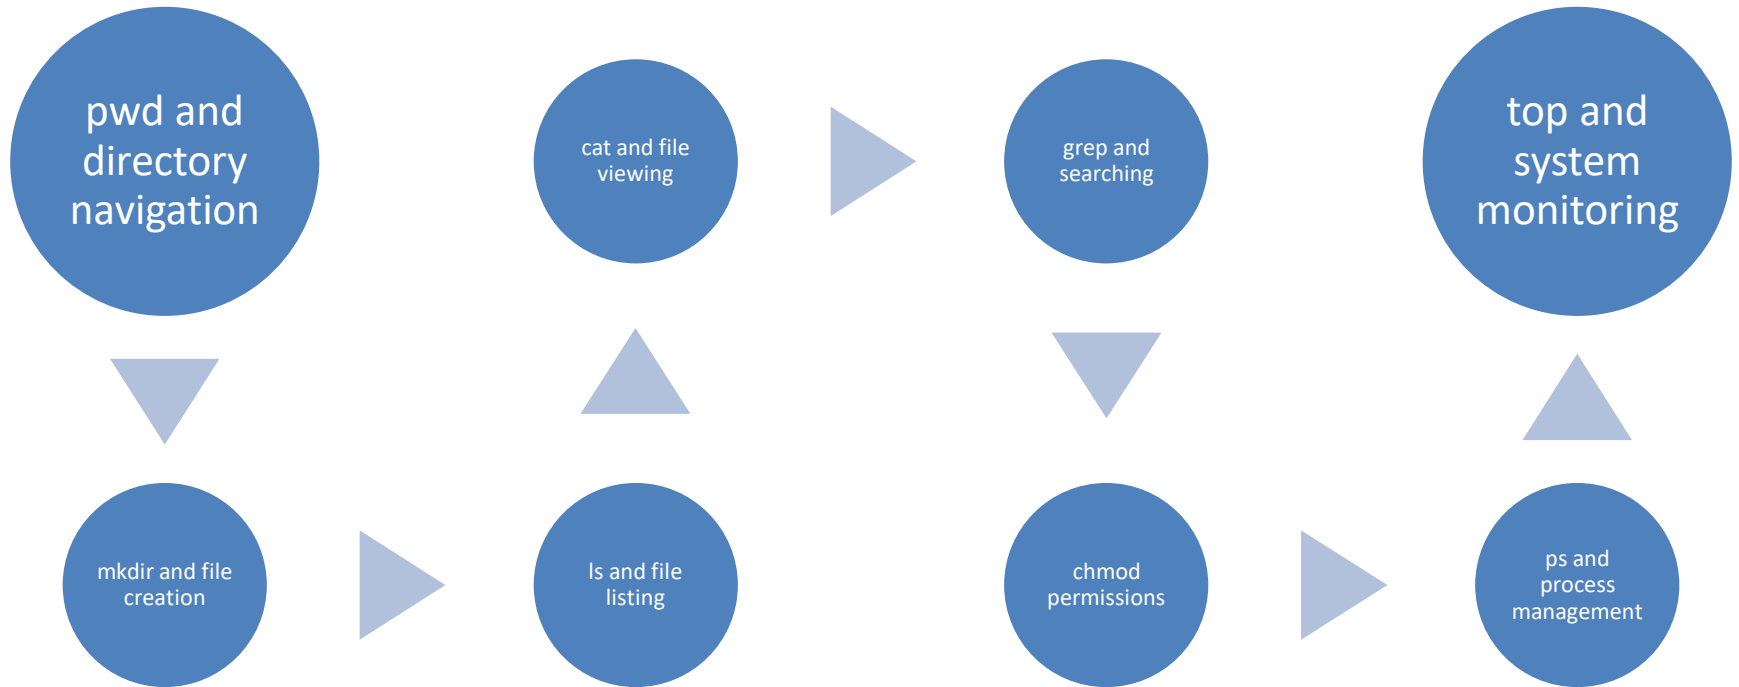 pwd and
directory
navigation
mkdir and file
creation
ls and file
listing
cat and file
viewing
grep and
searching
chmod
permissions
ps and
process
management
top and
system
monitoring